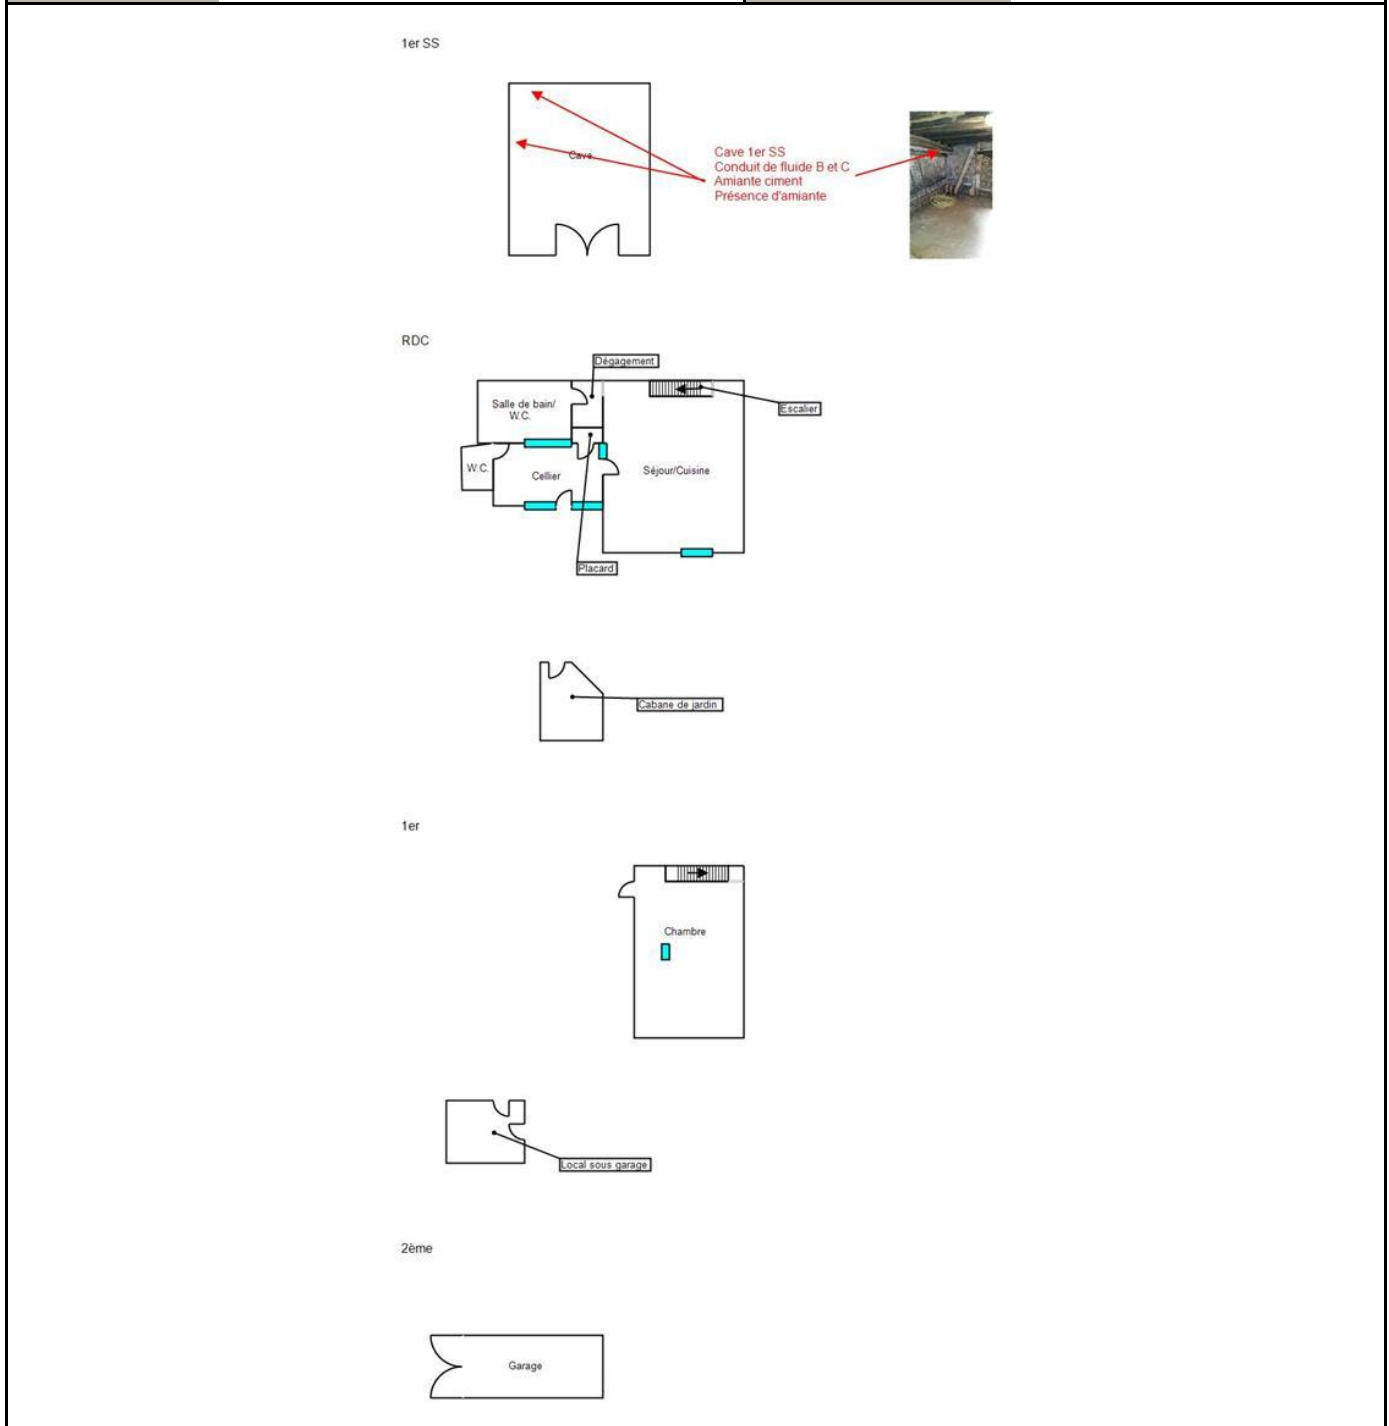 1er SS
Cave
Cave 1er SS
Conduit de fluide B et C
Amiante ciment
Présence d'amiante
RDC
Dégagement
Salle de bain/
W.C.
Escalier
W.C.
Cellier
Séjour/Cuisine
Placard
Cabane de jardin
1er
Chambre
Local sous garage
2ème
Garage